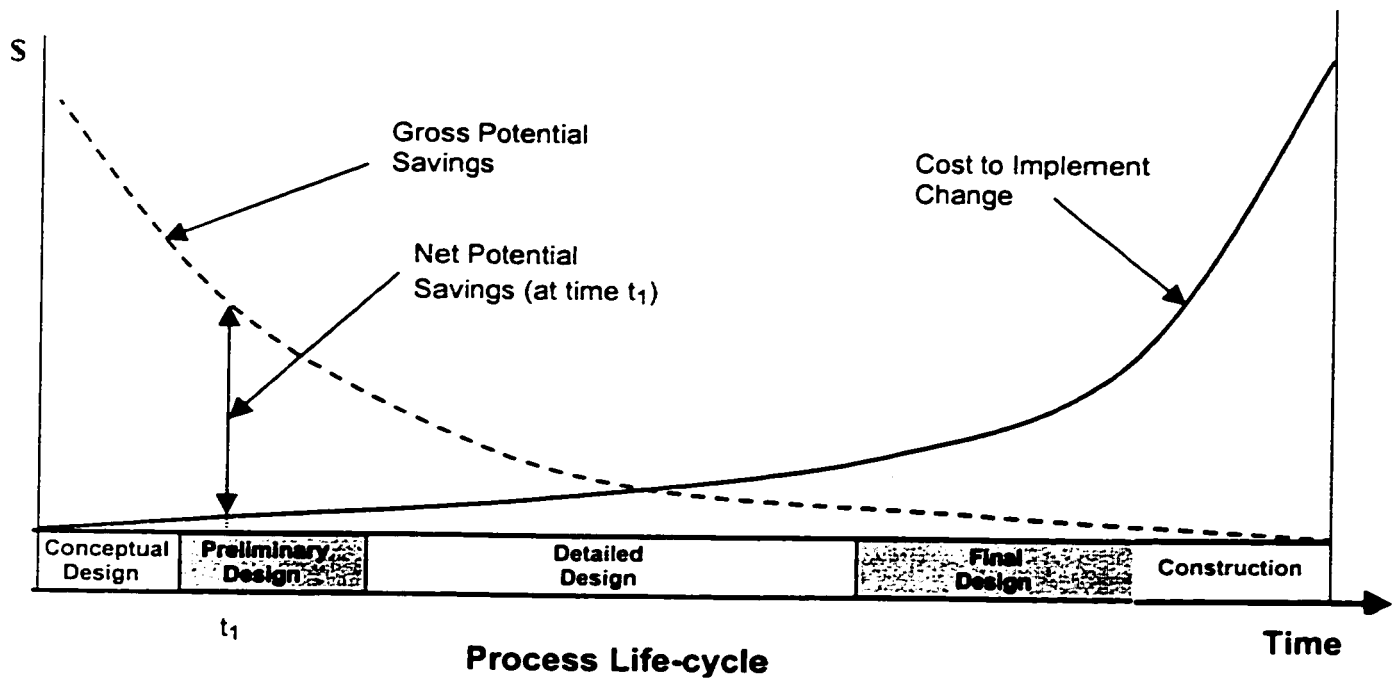 $
Gross Potential
Savings
Cost to Implement
Change
Net Potential
Savings (at time t₁)
Conceptual
Design
Preliminary
Design
Detailed
Design
Final
Design
Construction
t₁
Time
Process Life-cycle